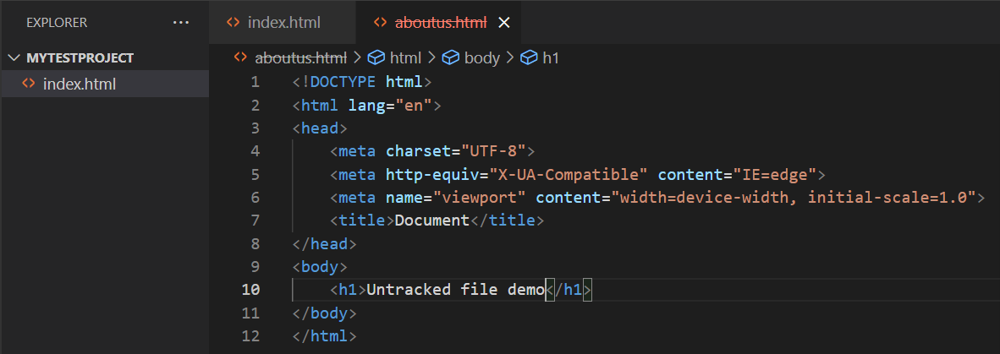 EXPLORER ···
index.html aboutus.html
MYTESTPROJECT
index.html
aboutus.html > html > body > h1
1 <!DOCTYPE html>
2 <html lang="en">
3 <head>
4     <meta charset="UTF-8">
5     <meta http-equiv="X-UA-Compatible" content="IE=edge">
6     <meta name="viewport" content="width=device-width, initial-scale=1.0">
7     <title>Document</title>
8 </head>
9 <body>
10     <h1>Untracked file demo</h1>
11 </body>
12 </html>